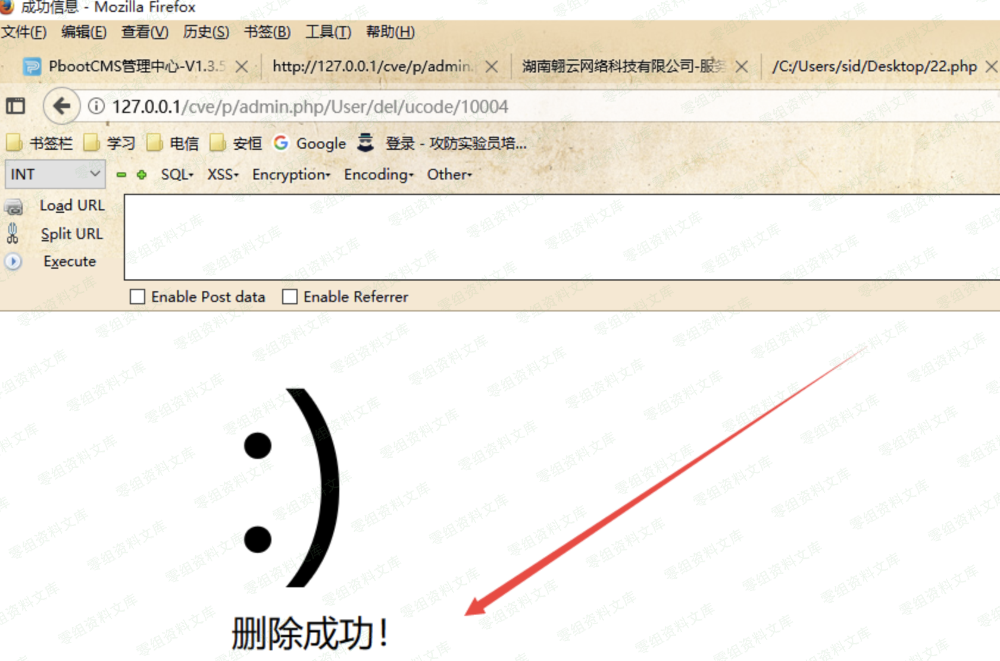 成功信息 - Mozilla Firefox
文件(F) 编辑(E) 查看(V) 历史(S) 书签(B) 工具(T) 帮助(H)
PbootCMS管理中心-V1.3.5 http://127.0.0.1/cve/p/admin. 湖南翱云网络科技有限公司-服务 /C:/Users/sid/Desktop/22.php
127.0.0.1/cve/p/admin.php/User/del/ucode/10004
书签栏 学习 电信 安恒 Google 登录 - 攻防实验员培...
INT SQL XSS Encryption Encoding Other
Load URL
Split URL
Execute
Enable Post data Enable Referrer
:)
删除成功！
零组资料文库